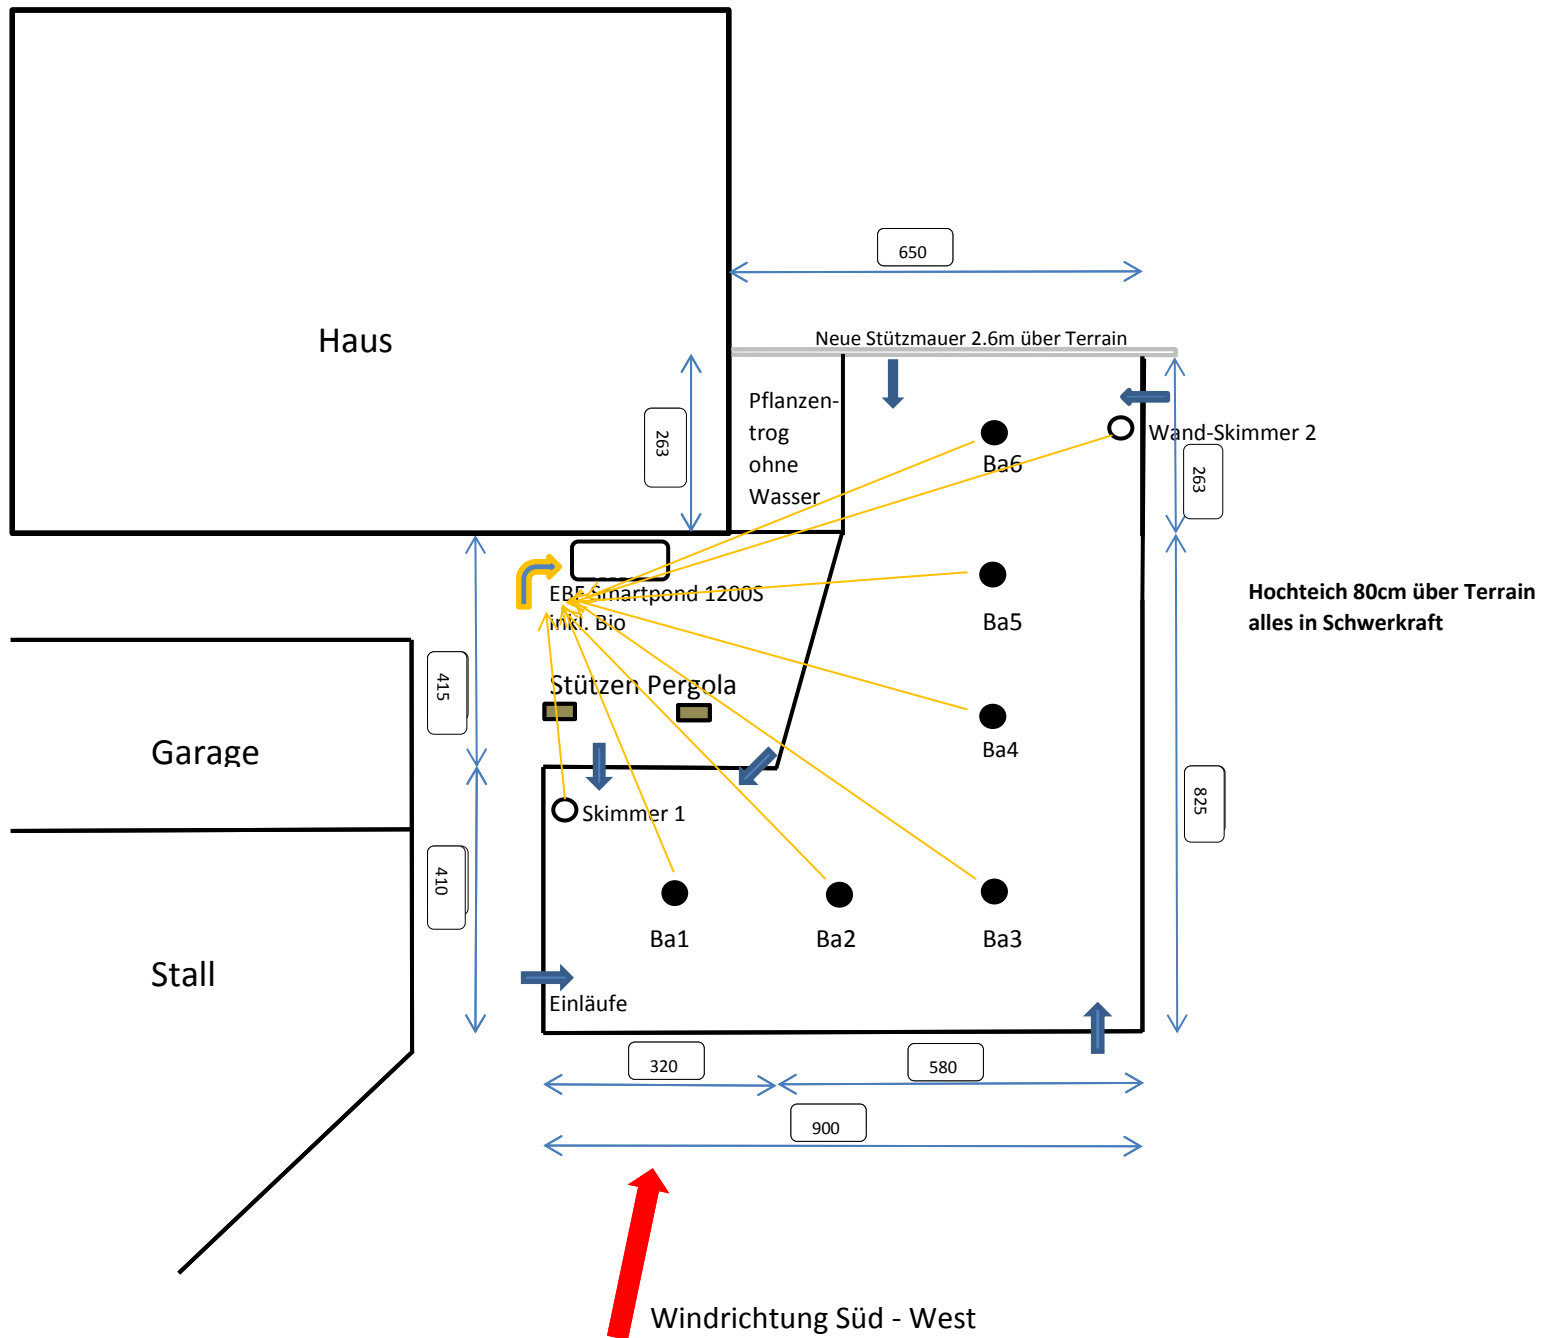 650
Neue Stützmauer 2.6m über Terrain
Haus
Pflanzen-
trog
ohne
Wasser
263
Wand-Skimmer 2
Ba6
263
EBF Smartpond 1200S
inkl. Bio
Ba5
Hochteich 80cm über Terrain
alles in Schwerkraft
Stützen Pergola
415
Garage
Ba4
Skimmer 1
825
410
Ba1
Ba2
Ba3
Stall
Einläufe
320
580
900
Windrichtung Süd - West